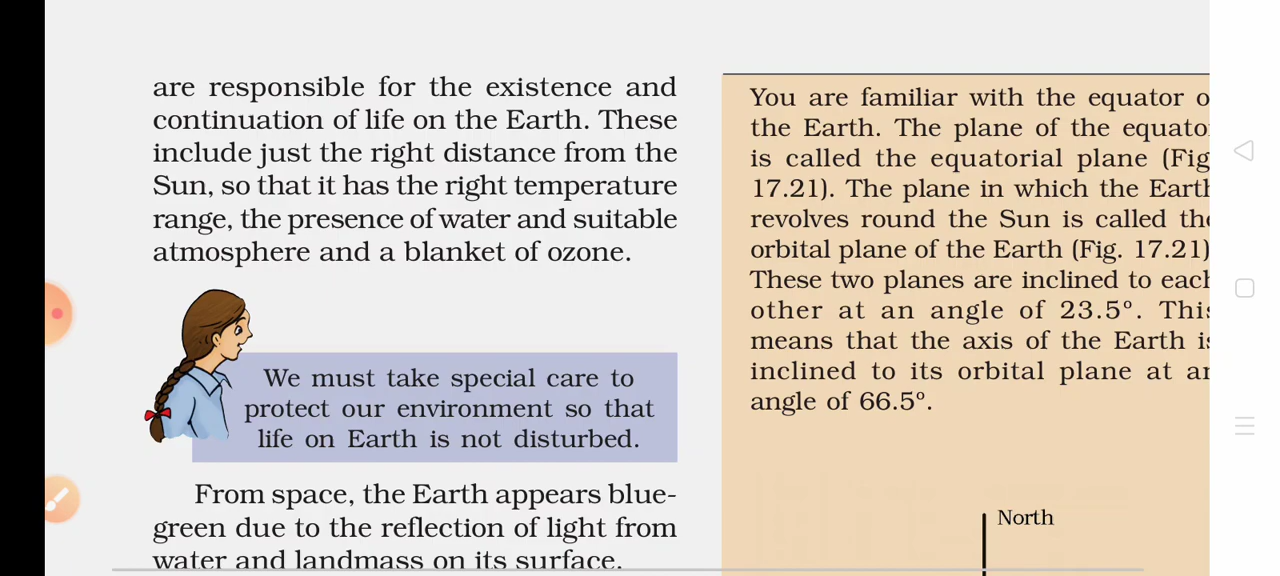 are responsible for the existence and
continuation of life on the Earth. These
include just the right distance from the
Sun, so that it has the right temperature
range, the presence of water and suitable
atmosphere and a blanket of ozone.
We must take special care to
protect our environment so that
life on Earth is not disturbed.
From space, the Earth appears blue-
green due to the reflection of light from
water and landmass on its surface.
You are familiar with the equator o
the Earth. The plane of the equato
is called the equatorial plane (Fig
17.21). The plane in which the Earth
revolves round the Sun is called the
orbital plane of the Earth (Fig. 17.21)
These two planes are inclined to each
other at an angle of 23.5°. This
means that the axis of the Earth is
inclined to its orbital plane at an
angle of 66.5°.
North